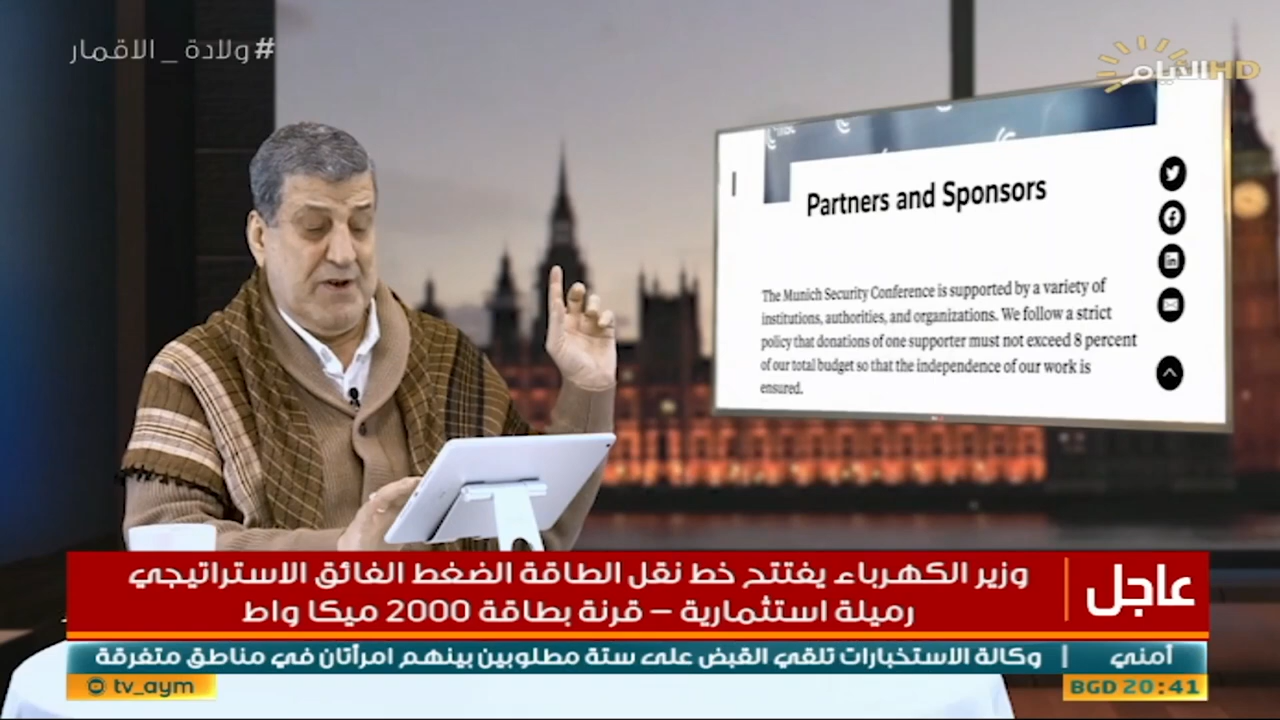 #ولادة_الاقمار
الأيام HD
Partners and Sponsors
The Munich Security Conference is supported by a variety of
institutions, authorities, and organizations. We follow a strict
policy that donations of one supporter must not exceed 8 percent
of our total budget so that the independence of our work is
ensured.
عاجل
وزير الكهرباء يفتتح خط نقل الطاقة الضغط الفائق الاستراتيجي
رميلة استثمارية – قرنة بطاقة 2000 ميكا واط
أمني | وكالة الاستخبارات تلقي القبض على ستة مطلوبين بينهم امرأتان في مناطق متفرقة
tv_aym
BGD 20:41